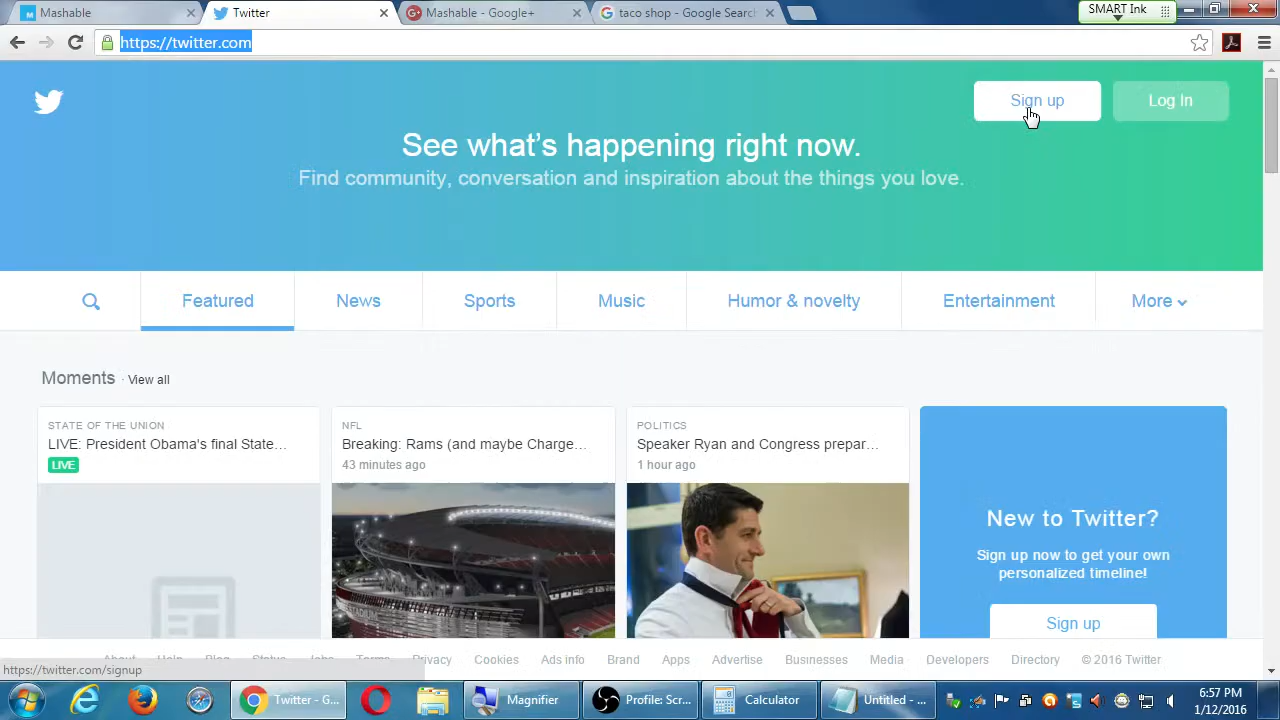 Mashable
Twitter
Mashable - Google+
taco shop - Google Search
SMART Ink
https://twitter.com
Sign up
Log In
See what's happening right now.
Find community, conversation and inspiration about the things you love.
Featured
News
Sports
Music
Humor & novelty
Entertainment
More
Moments · View all
STATE OF THE UNION
LIVE: President Obama's final State...
LIVE
NFL
Breaking: Rams (and maybe Charge...
43 minutes ago
POLITICS
Speaker Ryan and Congress prepar...
1 hour ago
New to Twitter?
Sign up now to get your own
personalized timeline!
Sign up
About Help Blog Status Jobs Terms Privacy Cookies Ads info Brand Apps Advertise Businesses Media Developers Directory © 2016 Twitter
https://twitter.com/signup
Twitter - G...
Magnifier
Profile: Scr...
Calculator
Untitled - ...
6:57 PM
1/12/2016